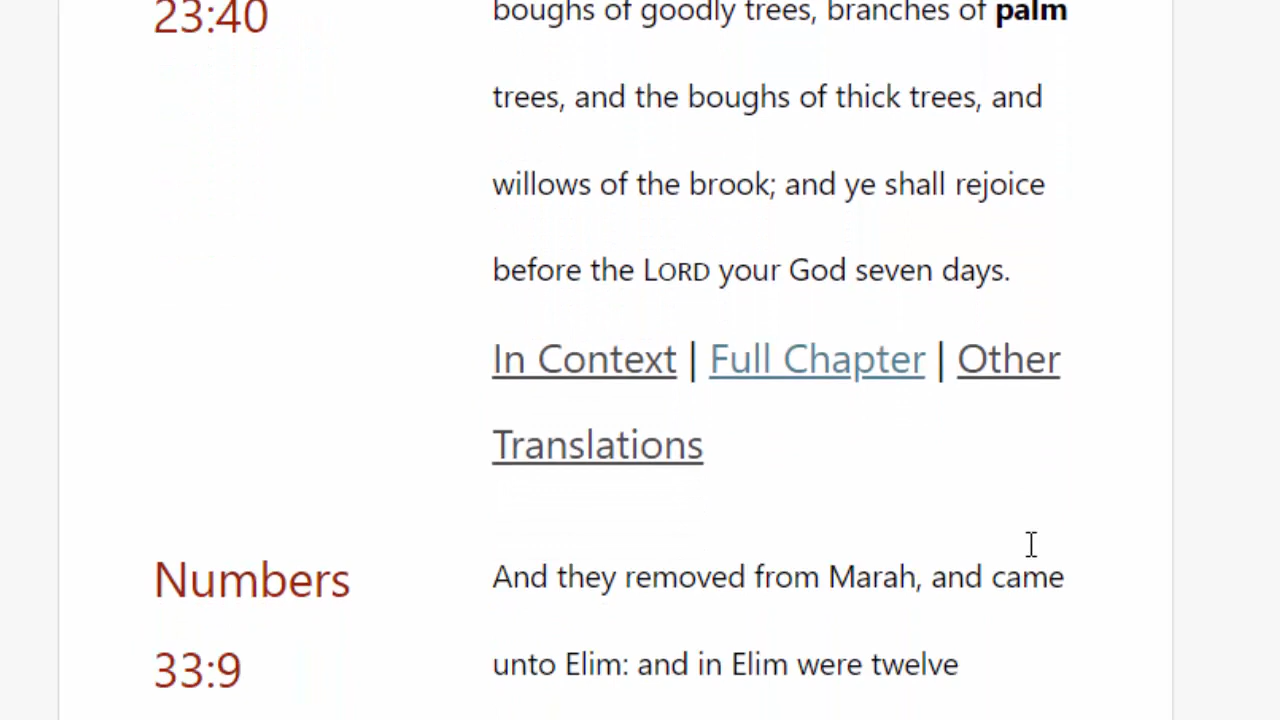 23:40
boughs of goodly trees, branches of palm
trees, and the boughs of thick trees, and
willows of the brook; and ye shall rejoice
before the LORD your God seven days.
In Context | Full Chapter | Other
Translations
Numbers
33:9
And they removed from Marah, and came
unto Elim: and in Elim were twelve